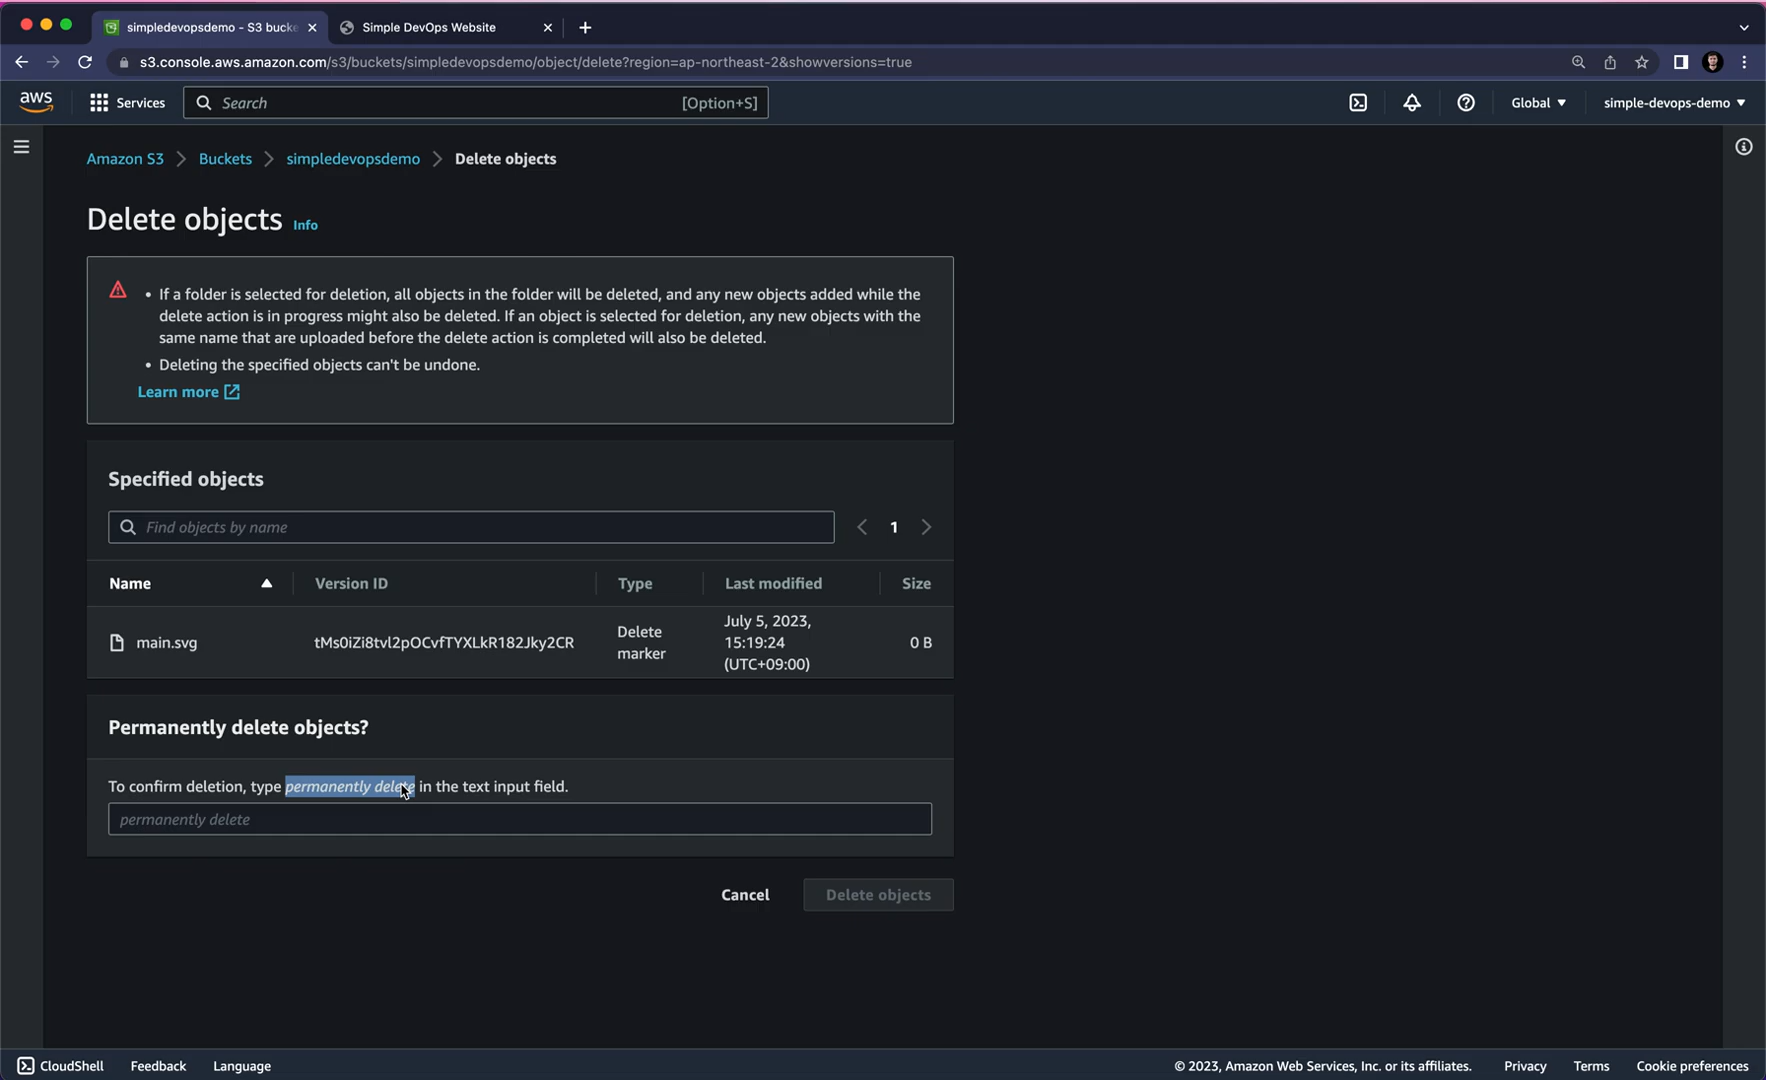 simpledevopsdemo - S3 bucke
Simple DevOps Website
s3.console.aws.amazon.com/s3/buckets/simpledevopsdemo/object/delete?region=ap-northeast-2&showversions=true
aws
Services
Search
[Option+S]
Global
simple-devops-demo
Amazon S3
Buckets
simpledevopsdemo
Delete objects
Delete objects Info
• If a folder is selected for deletion, all objects in the folder will be deleted, and any new objects added while the
delete action is in progress might also be deleted. If an object is selected for deletion, any new objects with the
same name that are uploaded before the delete action is completed will also be deleted.
• Deleting the specified objects can't be undone.
Learn more
Specified objects
Find objects by name
1
Name
Version ID
Type
Last modified
Size
main.svg
tMs0iZi8tvl2pOCvfTYXLkR182Jky2CR
Delete
marker
July 5, 2023,
15:19:24
(UTC+09:00)
0 B
Permanently delete objects?
To confirm deletion, type permanently delete in the text input field.
permanently delete
Cancel
Delete objects
CloudShell
Feedback
Language
© 2023, Amazon Web Services, Inc. or its affiliates.
Privacy
Terms
Cookie preferences